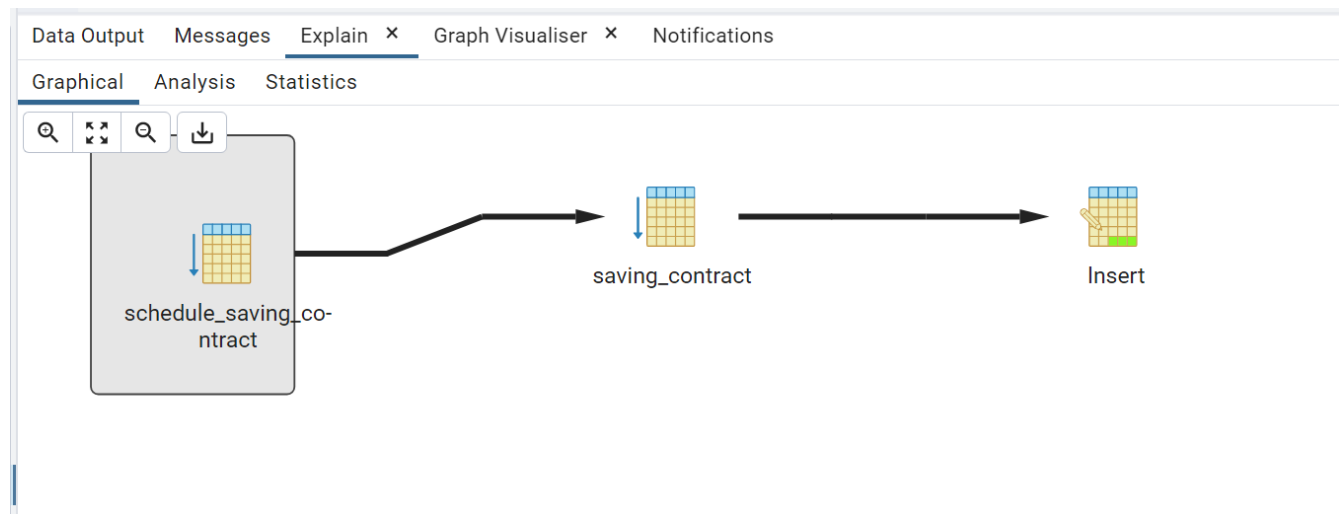 Data Output Messages Explain × Graph Visualiser × Notifications
Graphical Analysis Statistics
schedule_saving_co-
ntract
saving_contract
Insert